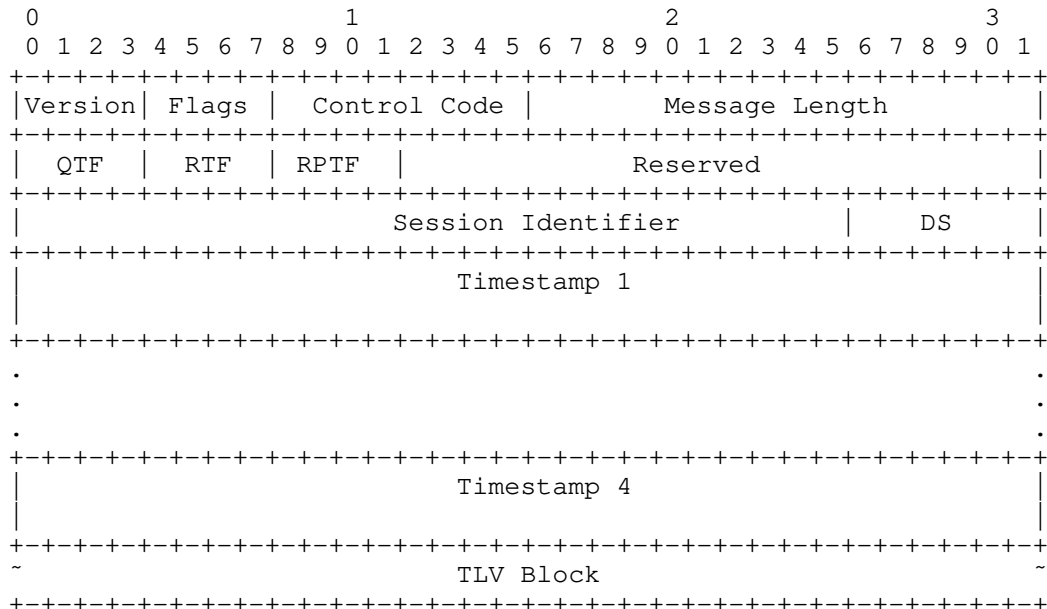 0                   1                   2                   3
 0 1 2 3 4 5 6 7 8 9 0 1 2 3 4 5 6 7 8 9 0 1 2 3 4 5 6 7 8 9 0 1
+-+-+-+-+-+-+-+-+-+-+-+-+-+-+-+-+-+-+-+-+-+-+-+-+-+-+-+-+-+-+-+-+
|Version| Flags |  Control Code |        Message Length         |
+-+-+-+-+-+-+-+-+-+-+-+-+-+-+-+-+-+-+-+-+-+-+-+-+-+-+-+-+-+-+-+-+
|  QTF  |  RTF  | RPTF  |              Reserved                 |
+-+-+-+-+-+-+-+-+-+-+-+-+-+-+-+-+-+-+-+-+-+-+-+-+-+-+-+-+-+-+-+-+
|                       Session Identifier          |    DS     |
+-+-+-+-+-+-+-+-+-+-+-+-+-+-+-+-+-+-+-+-+-+-+-+-+-+-+-+-+-+-+-+-+
|                           Timestamp 1                         |
|                                                               |
+-+-+-+-+-+-+-+-+-+-+-+-+-+-+-+-+-+-+-+-+-+-+-+-+-+-+-+-+-+-+-+-+
.                                                               .
.                                                               .
.                                                               .
+-+-+-+-+-+-+-+-+-+-+-+-+-+-+-+-+-+-+-+-+-+-+-+-+-+-+-+-+-+-+-+-+
|                           Timestamp 4                         |
|                                                               |
+-+-+-+-+-+-+-+-+-+-+-+-+-+-+-+-+-+-+-+-+-+-+-+-+-+-+-+-+-+-+-+-+
~                           TLV Block                           ~
+-+-+-+-+-+-+-+-+-+-+-+-+-+-+-+-+-+-+-+-+-+-+-+-+-+-+-+-+-+-+-+-+